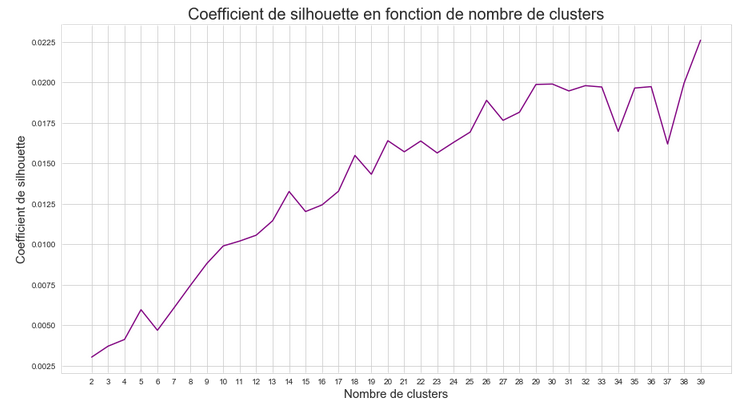 Coefficient de silhouette en fonction de nombre de clusters
Coefficient de silhouette
0.0225
0.0200
0.0175
0.0150
0.0125
0.0100
0.0075
0.0050
0.0025
2 3 4 5 6 7 8 9 10 11 12 13 14 15 16 17 18 19 20 21 22 23 24 25 26 27 28 29 30 31 32 33 34 35 36 37 38 39
Nombre de clusters